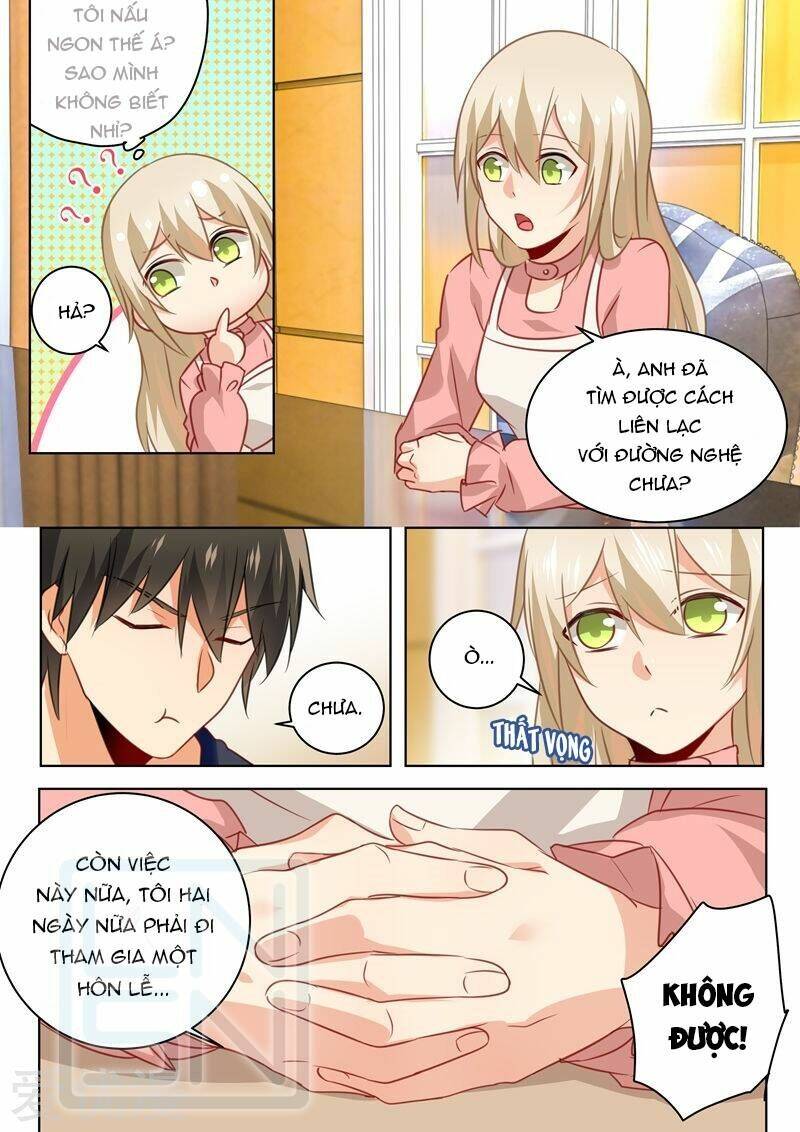 TÔI NẤU
NGON THẾ Á?
SAO MÌNH
KHÔNG BIẾT
NHỈ?
???
HẢ?
À, ANH ĐÃ
TÌM ĐƯỢC CÁCH
LIÊN LẠC
VỚI ĐƯỜNG NGHỆ
CHƯA?
CHƯA.
Ò...
THẤT VỌNG
CÒN VIỆC
NÀY NỮA, TÔI HAI
NGÀY NỮA PHẢI ĐI
THAM GIA MỘT
HÔN LỄ...
KHÔNG
ĐƯỢC!